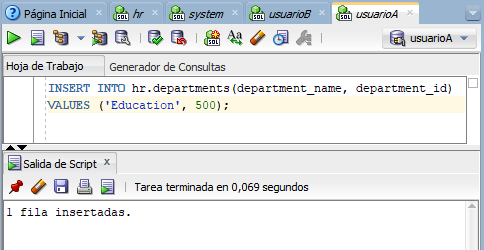 Página Inicial hr system usuarioB usuarioA
usuarioA
Hoja de Trabajo Generador de Consultas
INSERT INTO hr.departments(department_name, department_id)
VALUES ('Education', 500);
Salida de Script x
Tarea terminada en 0,069 segundos
1 fila insertadas.